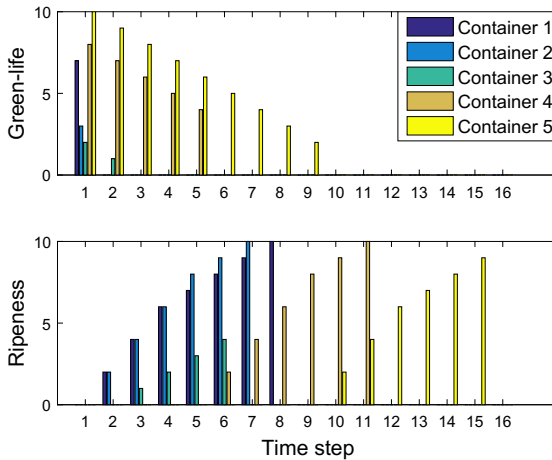 10
5
0
Green-life
1 2 3 4 5 6 7 8 9 10 11 12 13 14 15 16
Container 1
Container 2
Container 3
Container 4
Container 5
10
5
0
Ripeness
1 2 3 4 5 6 7 8 9 10 11 12 13 14 15 16
Time step